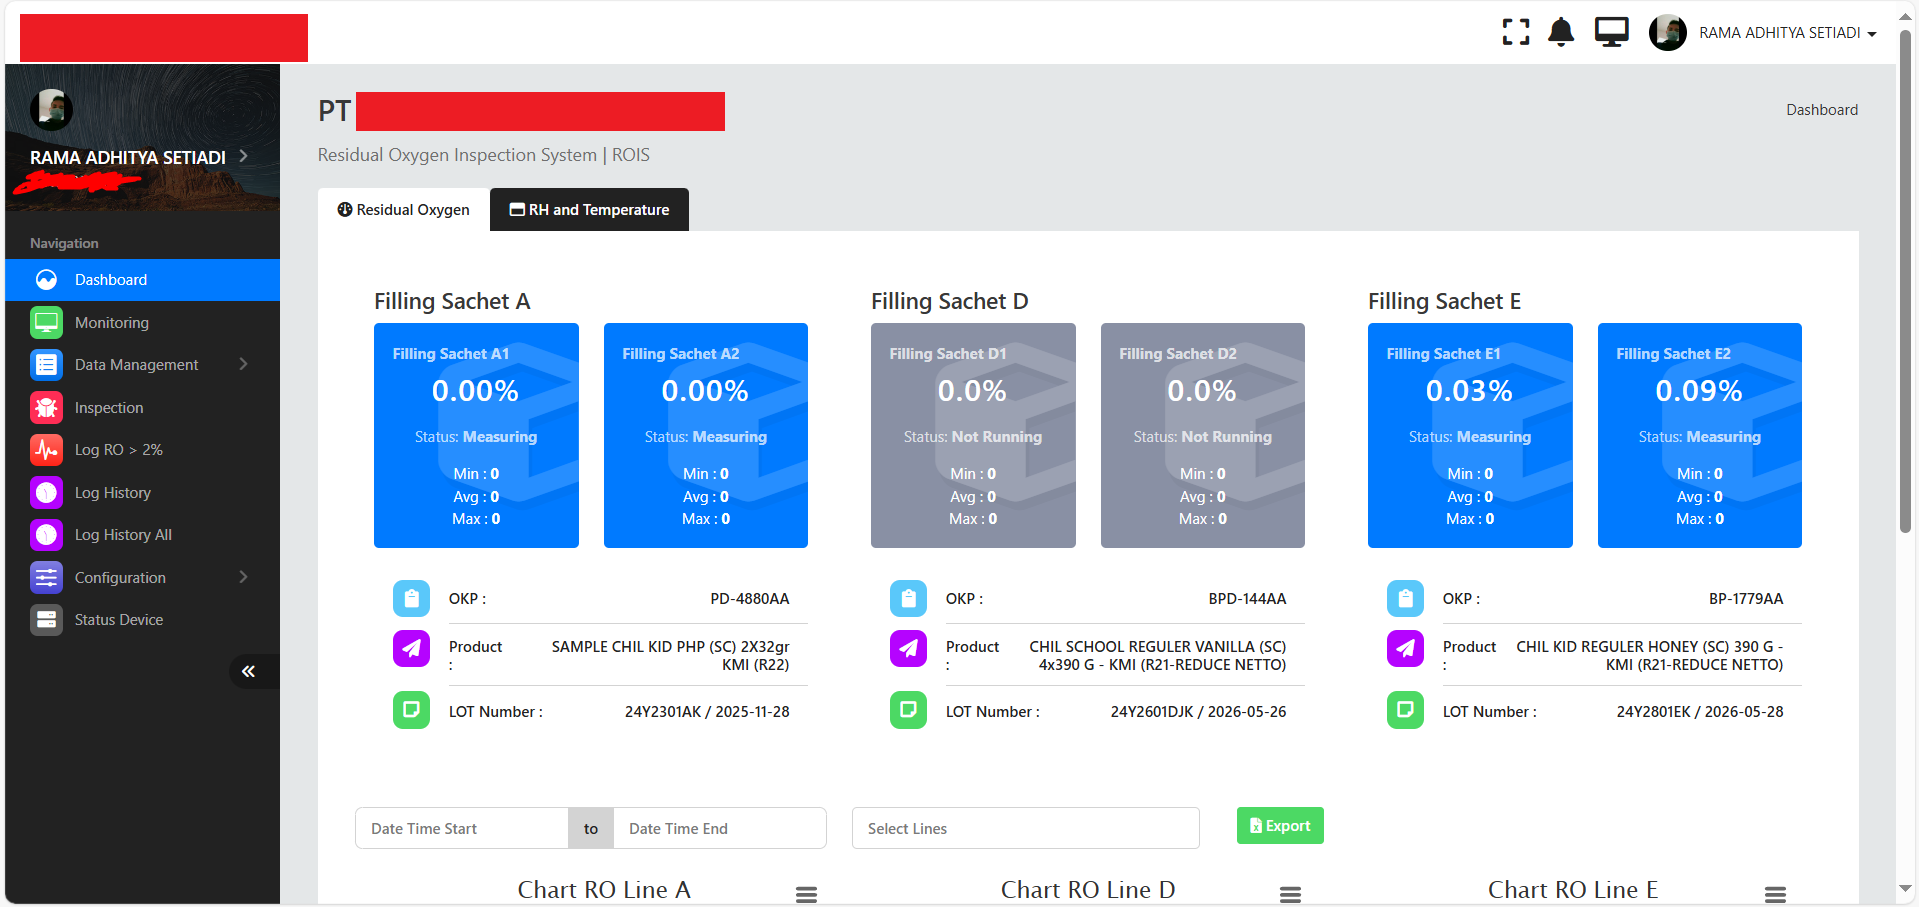 RAMA ADHITYA SETIADI
PT
Dashboard
Residual Oxygen Inspection System | ROIS
RAMA ADHITYA SETIADI
Residual Oxygen
RH and Temperature
Navigation
Dashboard
Monitoring
Data Management
Inspection
Log RO > 2%
Log History
Log History All
Configuration
Status Device
Filling Sachet A
Filling Sachet A1
0.00%
Status: Measuring
Min : 0
Avg : 0
Max : 0
Filling Sachet A2
0.00%
Status: Measuring
Min : 0
Avg : 0
Max : 0
OKP : PD-4880AA
Product : SAMPLE CHIL KID PHP (SC) 2X32gr
KMI (R22)
LOT Number : 24Y2301AK / 2025-11-28
Filling Sachet D
Filling Sachet D1
0.0%
Status: Not Running
Min : 0
Avg : 0
Max : 0
Filling Sachet D2
0.0%
Status: Not Running
Min : 0
Avg : 0
Max : 0
OKP : BPD-144AA
Product : CHIL SCHOOL REGULER VANILLA (SC)
4x390 G - KMI (R21-REDUCE NETTO)
LOT Number : 24Y2601DJK / 2026-05-26
Filling Sachet E
Filling Sachet E1
0.03%
Status: Measuring
Min : 0
Avg : 0
Max : 0
Filling Sachet E2
0.09%
Status: Measuring
Min : 0
Avg : 0
Max : 0
OKP : BP-1779AA
Product : CHIL KID REGULER HONEY (SC) 390 G -
KMI (R21-REDUCE NETTO)
LOT Number : 24Y2801EK / 2026-05-28
Date Time Start to Date Time End
Select Lines
Export
Chart RO Line A
Chart RO Line D
Chart RO Line E